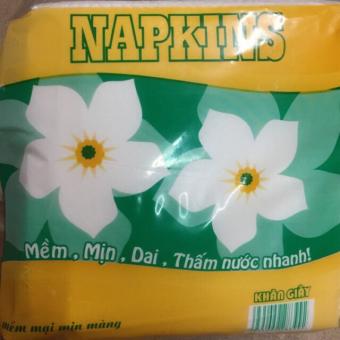 NAPKINS
Mềm , Mịn , Dai , Thấm nước nhanh!
KHĂN GIẤY
mềm mại mịn màng